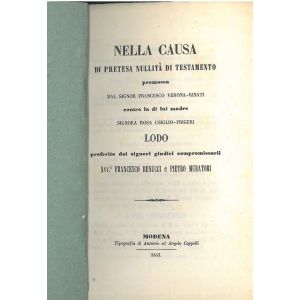 NELLA CAUSA
DI PRETESA NULLITÀ DI TESTAMENTO
promossa
DAL SIGNOR FRANCESCO VERONA-RINATI
contro la di lui madre
SIGNORA ROSA USIGLIO-FRIGERI
LODO
proferito dai signori giudici compromissarii
AVV.ti FRANCESCO BENUCCI e PIETRO MURATORI
MODENA
Tipografia di Antonio ed Angelo Cappelli
1853.